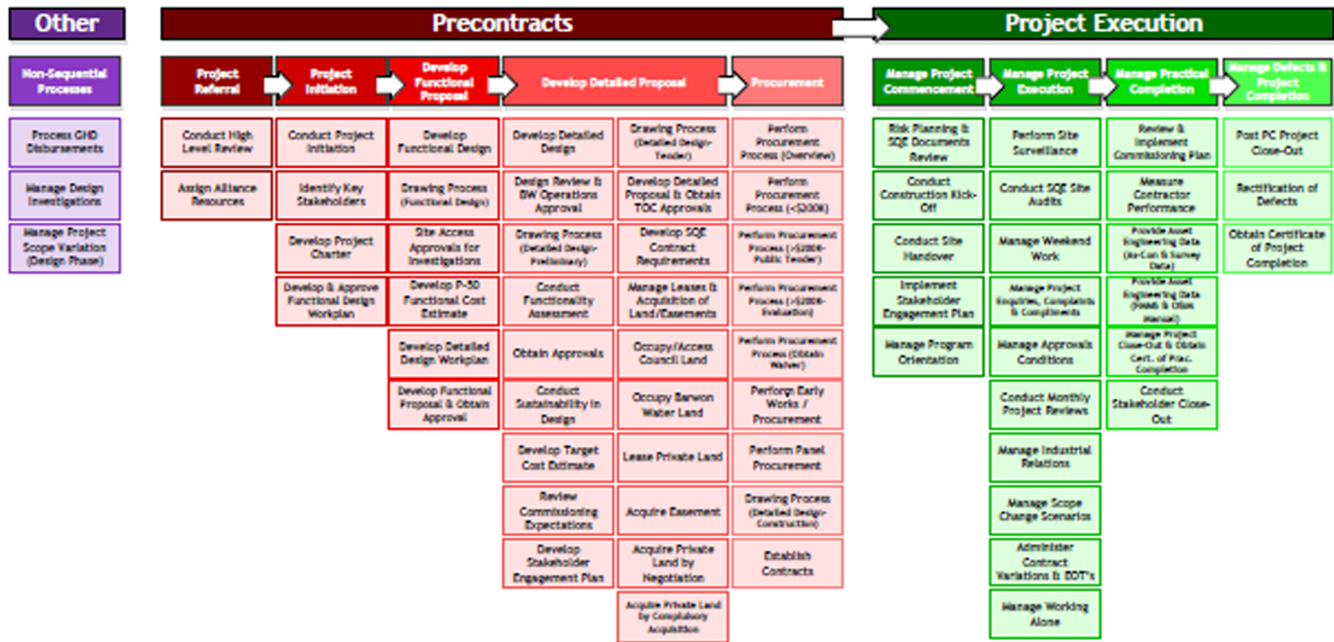 Other
Precontracts
Project Execution
Non-Sequential
Processes
Project
Referral
Project
Initiation
Develop
Functional
Proposal
Develop Detailed Proposal
Procurement
Manage Project
Commencement
Manage Project
Execution
Manage Practical
Completion
Manage Defects &
Project
Completion
Process GHD
Disbursements
Manage Design
Investigations
Manage Project
Scope Variation
(Design Phase)
Conduct High
Level Review
Assign Alliance
Resources
Conduct Project
Initiation
Identify Key
Stakeholders
Develop Project
Charter
Develop & Approve
Functional Design
Workplan
Develop
Functional Design
Drawing Process
(Functional Design)
Site Access
Approvals for
Investigations
Develop P-50
Functional Cost
Estimate
Develop Detailed
Design Workplan
Develop Functional
Proposal & Obtain
Approval
Develop Detailed
Design
Design Review &
BW Operations
Approval
Drawing Process
(Detailed Design-
Preliminary)
Conduct
Functionality
Assessment
Obtain Approvals
Conduct
Sustainability in
Design
Develop Target
Cost Estimate
Review
Commissioning
Expectations
Develop
Stakeholder
Engagement Plan
Drawing Process
(Detailed Design-
Tender)
Develop Detailed
Proposal & Obtain
TOC Approvals
Develop SQE
Contract
Requirements
Manage Leases &
Acquisition of
Land/Easements
Occupy/Access
Council Land
Occupy Barwon
Water Land
Lease Private Land
Acquire Easement
Acquire Private
Land by
Negotiation
Acquire Private Land
by Compulsory
Acquisition
Perform
Procurement
Process (Overview)
Perform
Procurement
Process (<$200K)
Perform Procurement
Process (>$200K-
Public Tender)
Perform Procurement
Process (>$200K-
Evaluation)
Perform Procurement
Process (Obtain
Waiver)
Perform Early
Works /
Procurement
Perform Panel
Procurement
Drawing Process
(Detailed Design-
Construction)
Establish
Contracts
Risk Planning &
SQE Documents
Review
Conduct
Construction Kick-
Off
Conduct Site
Handover
Implement
Stakeholder
Engagement Plan
Manage Program
Orientation
Perform Site
Surveillance
Conduct SQE Site
Audits
Manage Weekend
Work
Manage Project
Enquiries, Complaints
& Compliments
Manage Approvals
Conditions
Conduct Monthly
Project Reviews
Manage Industrial
Relations
Manage Scope
Change Scenarios
Administer
Contract
Variations & EOT's
Manage Working
Alone
Review &
Implement
Commissioning Plan
Measure
Contractor
Performance
Provide Asset
Engineering Data
(As-Con & Survey
Data)
Provide Asset
Engineering Data
Manual)
Manage Project
Close-Out & Obtain
Cert. of Prac.
Completion
Conduct
Stakeholder Close-
Out
Post PC Project
Close-Out
Rectification of
Defects
Obtain Certificate
of Project
Completion